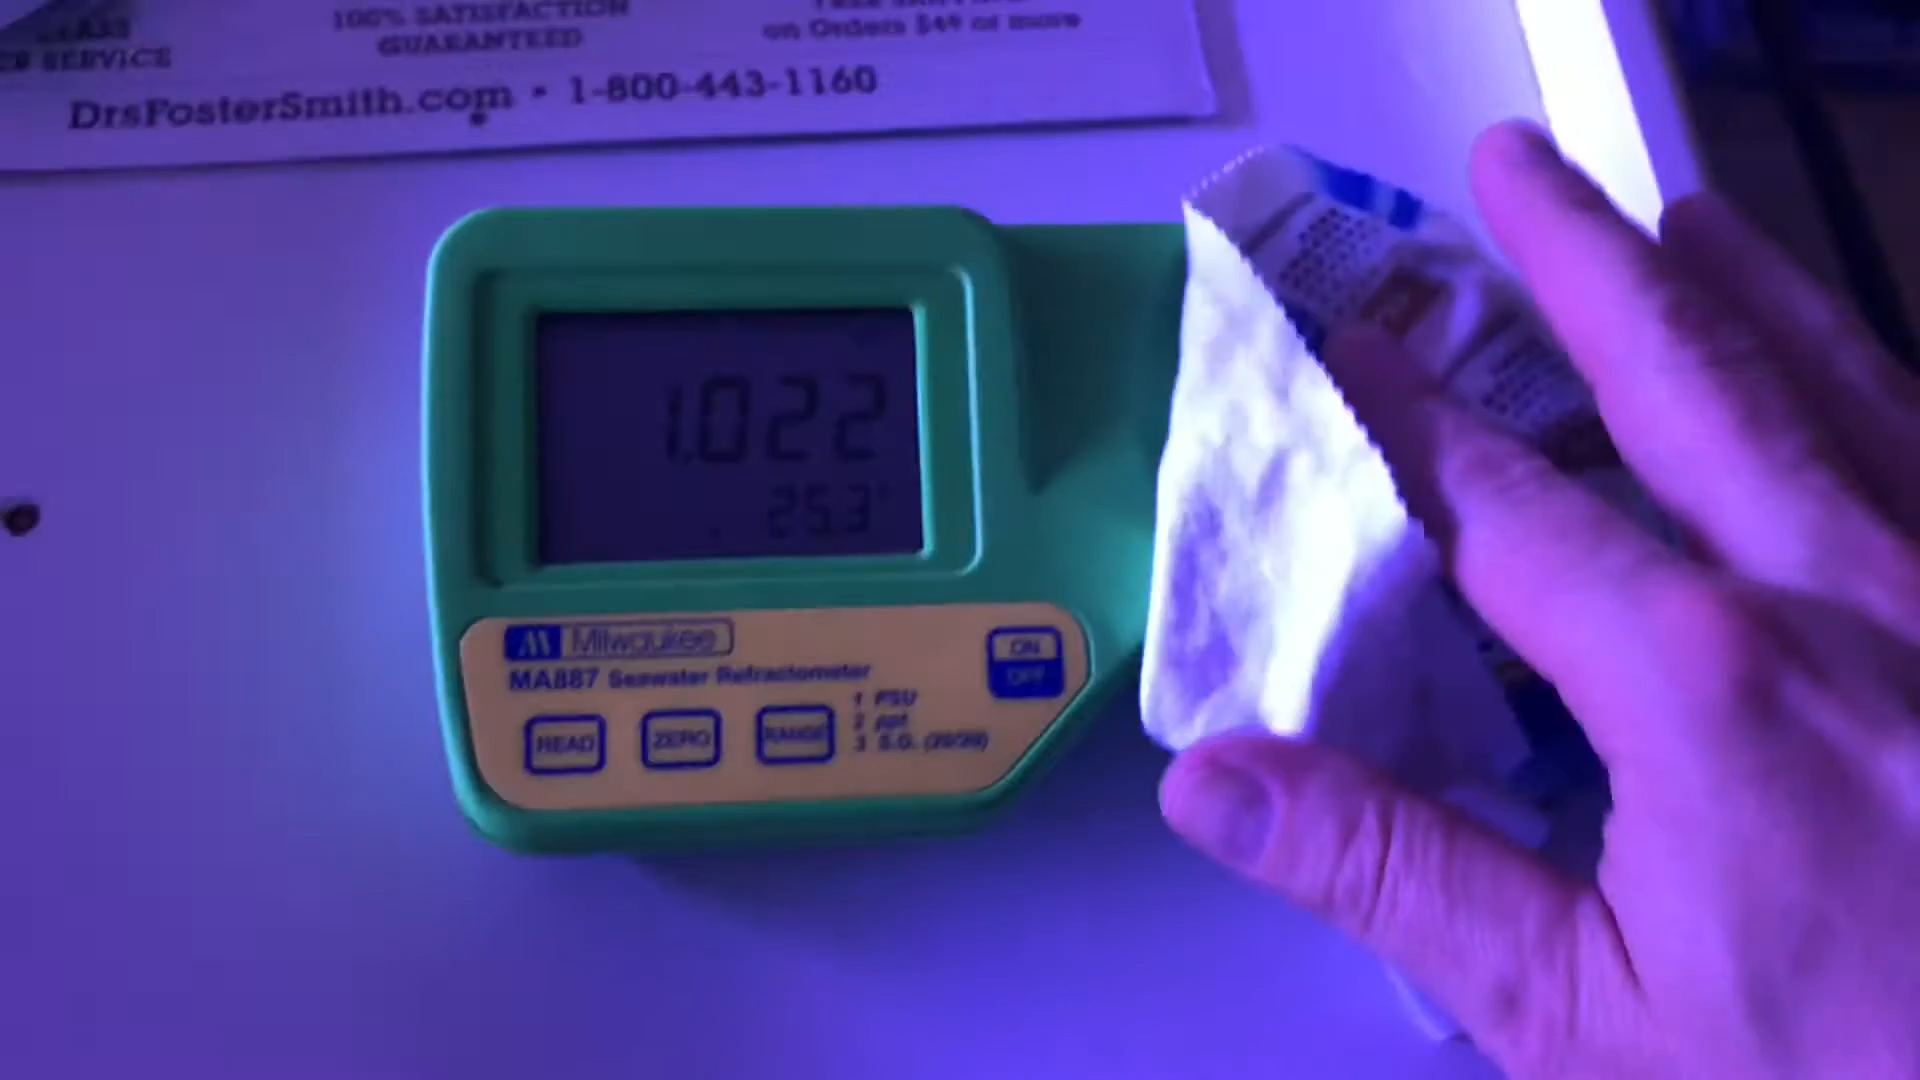 100% SATISFACTION
GUARANTEED
on Orders $49 or more
SERVICE
DrsFosterSmith.com • 1-800-443-1160
1.022
25.3°
Milwaukee
MA887 Seawater Refractometer
ON
OFF
1 PSU
2 ppt
3 S.G. (20/20)
READ
ZERO
RANGE